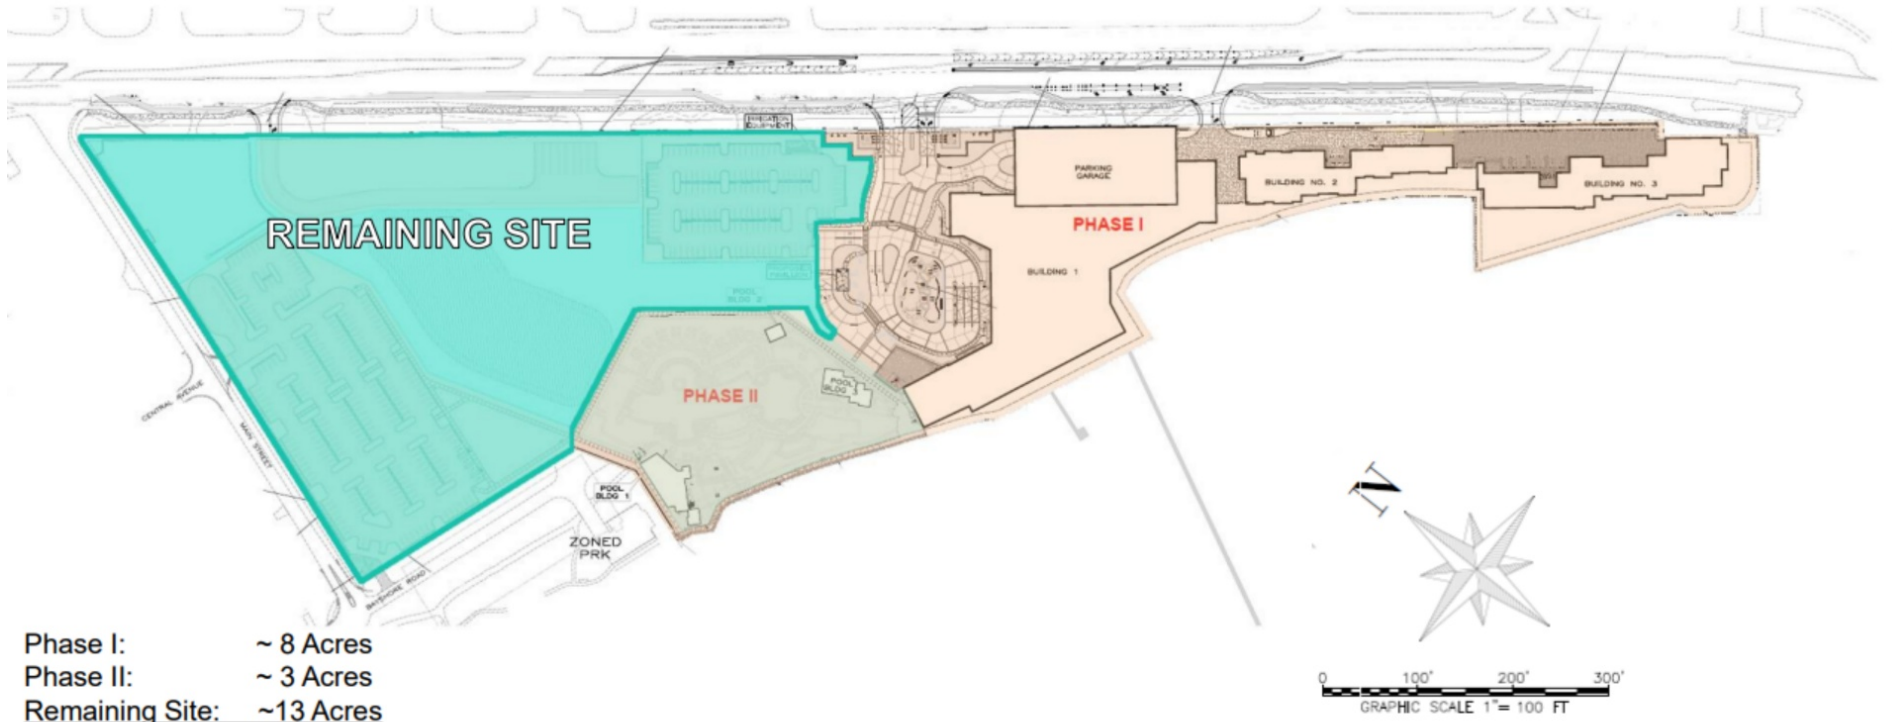 IRRIGATION
EQUIPMENT
PARKING
GARAGE
BUILDING NO. 2
BUILDING NO. 3
REMAINING SITE
PHASE I
BUILDING 1
POOL
BLDG 2
PHASE II
POOL
BLDG
CENTRAL AVENUE
MAIN STREET
POOL
BLDG 1
ZONED
PRK
BAYSHORE ROAD
N
Phase I: ~ 8 Acres
Phase II: ~ 3 Acres
Remaining Site: ~13 Acres
0 100' 200' 300'
GRAPHIC SCALE 1"= 100 FT